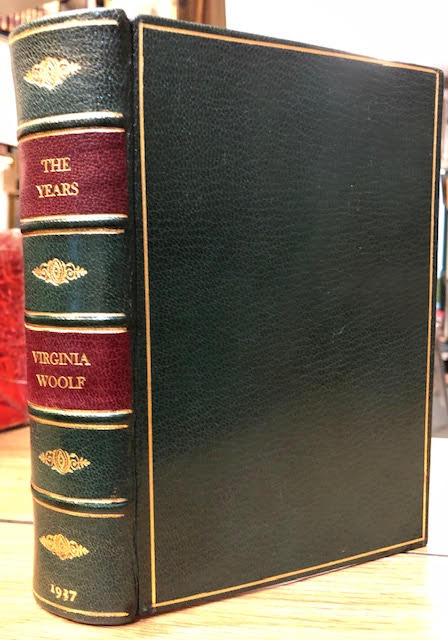 THE
YEARS
VIRGINIA
WOOLF
1937